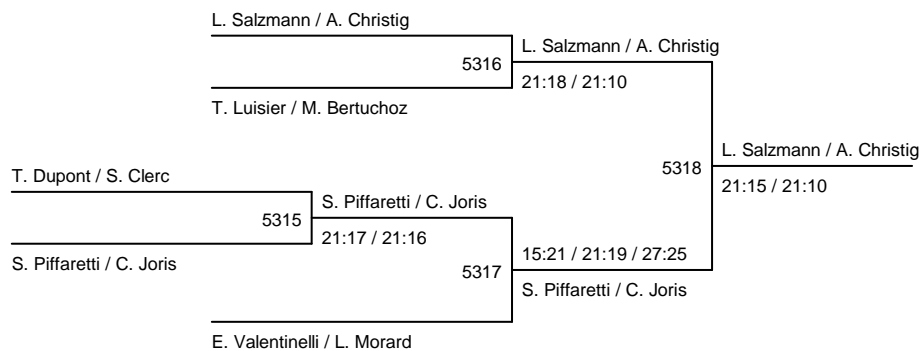 L. Salzmann / A. Christig
5316
L. Salzmann / A. Christig
21:18 / 21:10
T. Luisier / M. Bertuchoz
5318
L. Salzmann / A. Christig
21:15 / 21:10
T. Dupont / S. Clerc
5315
S. Piffaretti / C. Joris
21:17 / 21:16
S. Piffaretti / C. Joris
5317
15:21 / 21:19 / 27:25
S. Piffaretti / C. Joris
E. Valentinelli / L. Morard